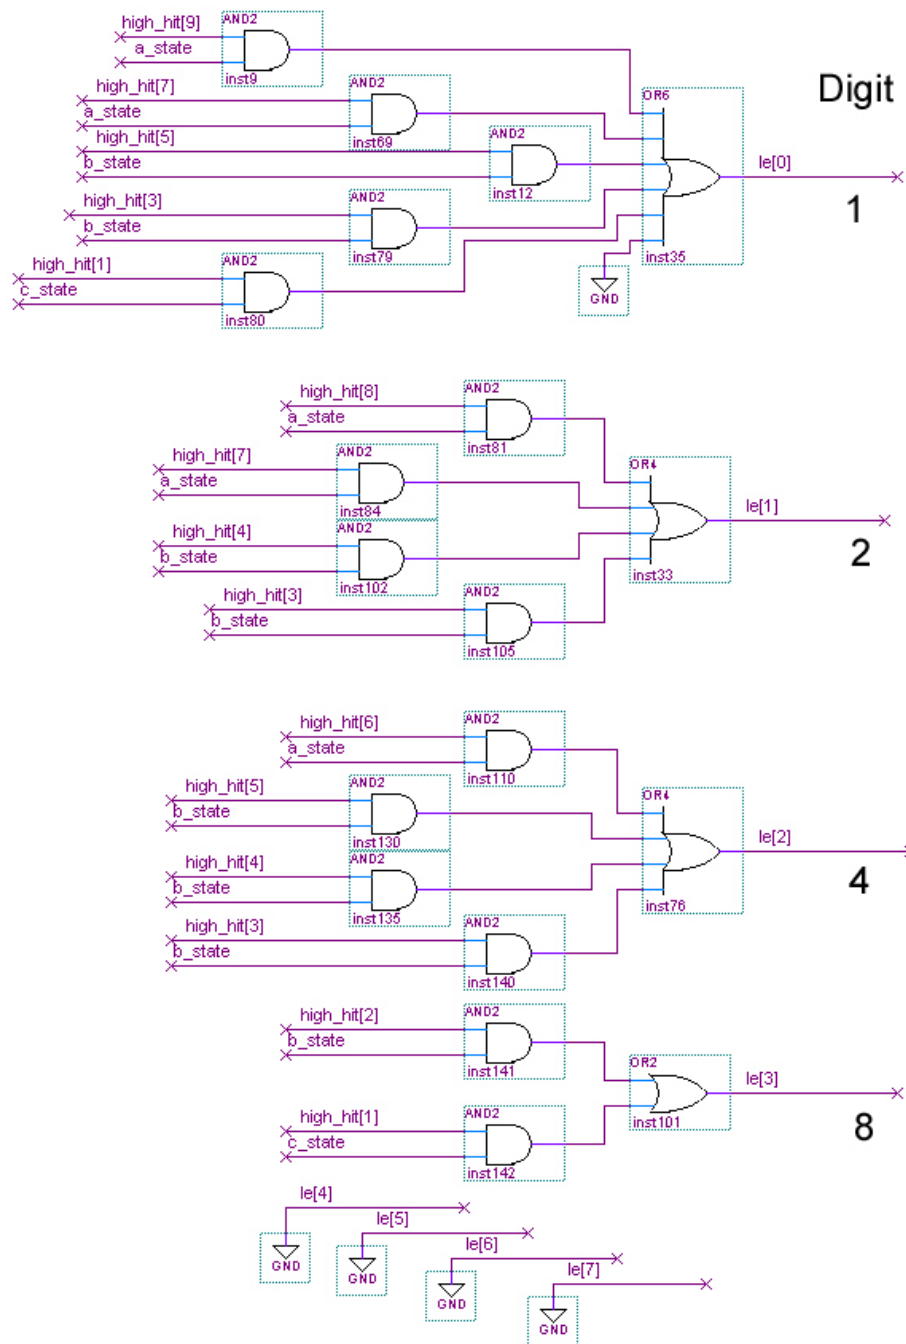 AND2
high_hit[9]
a_state
inst9
AND2
high_hit[7]
a_state
inst69
AND2
high_hit[5]
b_state
inst12
AND2
high_hit[3]
b_state
inst79
AND2
high_hit[1]
c_state
inst80
GND
OR6
inst35
Digit
le[0]
1
AND2
high_hit[8]
a_state
inst81
AND2
high_hit[7]
a_state
inst84
AND2
high_hit[4]
b_state
inst102
AND2
high_hit[3]
b_state
inst105
OR4
inst33
le[1]
2
AND2
high_hit[6]
a_state
inst110
AND2
high_hit[5]
b_state
inst130
AND2
high_hit[4]
b_state
inst135
high_hit[3]
b_state
AND2
inst140
OR4
inst76
le[2]
4
AND2
high_hit[2]
b_state
inst141
AND2
high_hit[1]
c_state
inst142
OR2
inst101
le[3]
8
le[4]
GND
le[5]
GND
le[6]
GND
le[7]
GND